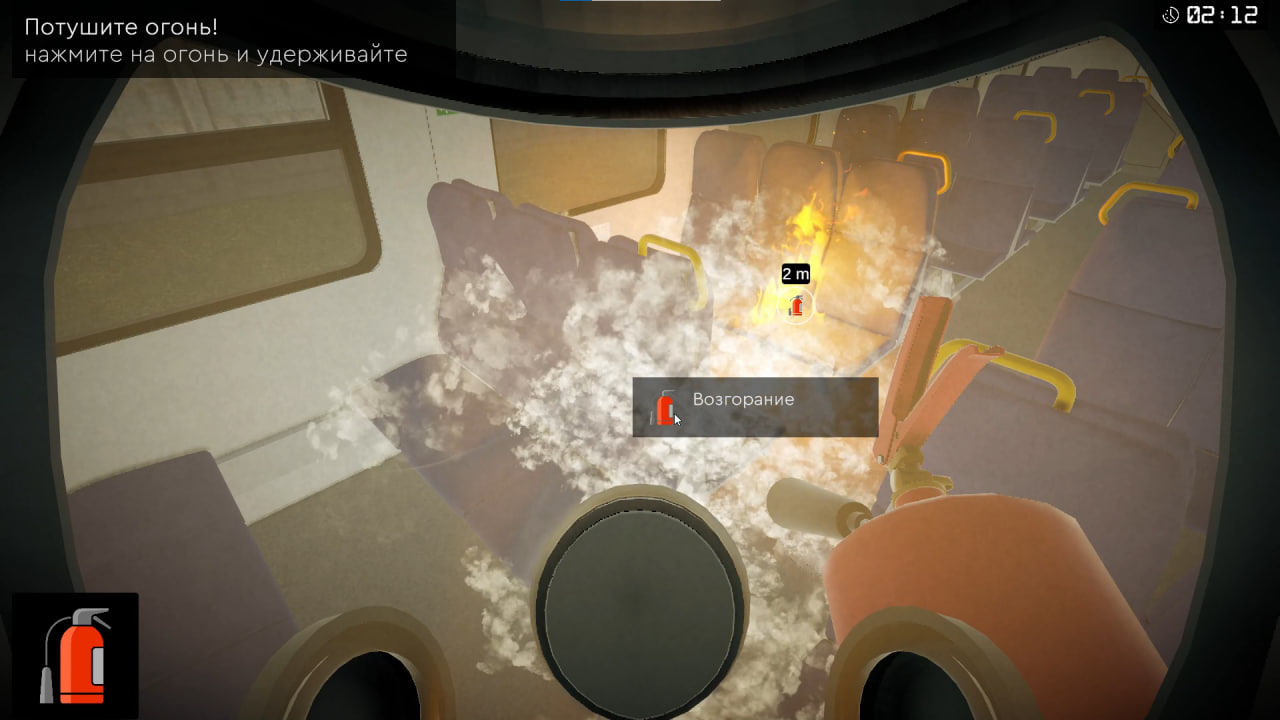 Потушите огонь!
нажмите на огонь и удерживайте
02:12
2 m
Возгорание